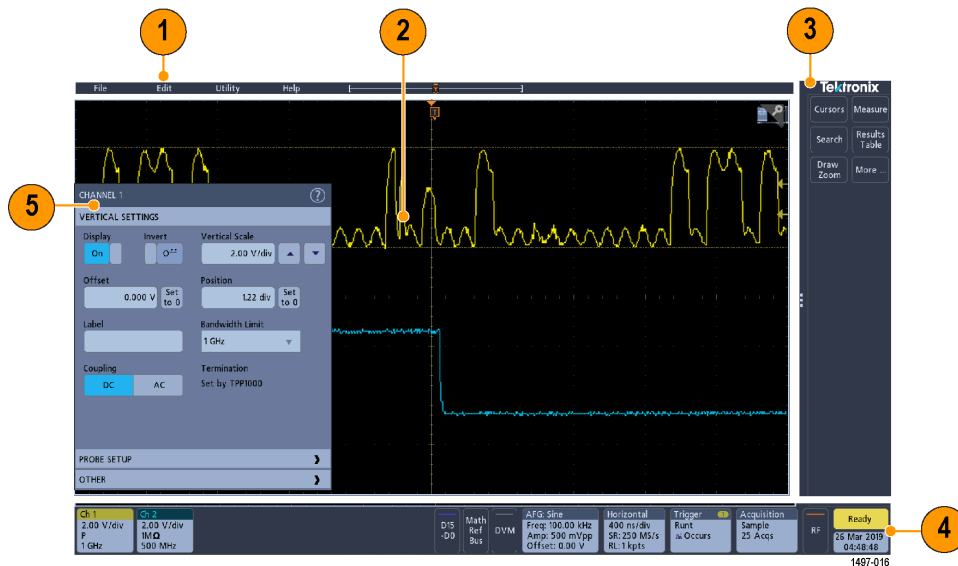 1
2
3
File Edit Utility Help
T
Tektronix
Cursors Measure
Search Results Table
Draw Zoom More ...
5
CHANNEL 1 ?
VERTICAL SETTINGS
Display Invert Vertical Scale
On Off 2.00 V/div
Offset Position
0.000 V Set to 0 1.22 div Set to 0
Label Bandwidth Limit
1 GHz
Coupling Termination
DC AC Set by TPP1000
PROBE SETUP
OTHER
4
Ch 1
2.00 V/div
P
1 GHz
Ch 2
2.00 V/div
1MΩ
500 MHz
D15
-D0
Math
Ref
Bus
DVM
AFG: Sine
Freq: 100.00 kHz
Amp: 500 mVpp
Offset: 0.00 V
Horizontal
400 ns/div
SR: 250 MS/s
RL: 1 kpts
Trigger 1
Runt
Occurs
Acquisition
Sample
25 Acqs
RF
Ready
26 Mar 2019
04:48:48
1497-016